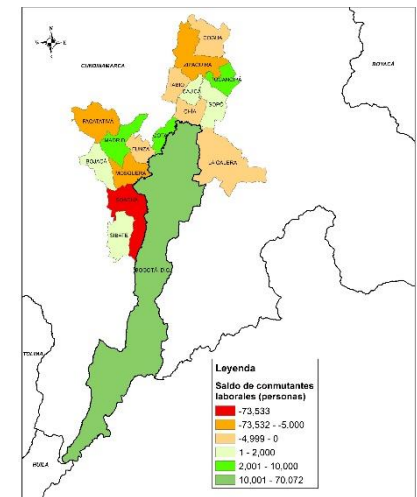 COGUA
CUNDINAMARCA
BOYACÁ
ZIPAQUIRÁ
TABIO
CAJICÁ
SOPÓ
CHÍA
FACATATIVÁ
MADRID
FUNZA
LA CALERA
BOJACÁ
MOSQUERA
SOACHA
SIBATÉ
BOGOTÁ, D.C.
TOLIMA
HUILA
Leyenda
Saldo de conmutantes
laborales (personas)
-73,533
-73,532 - -5.000
-4,999 - 0
1 - 2,000
2,001 - 10,000
10,001 - 70.072